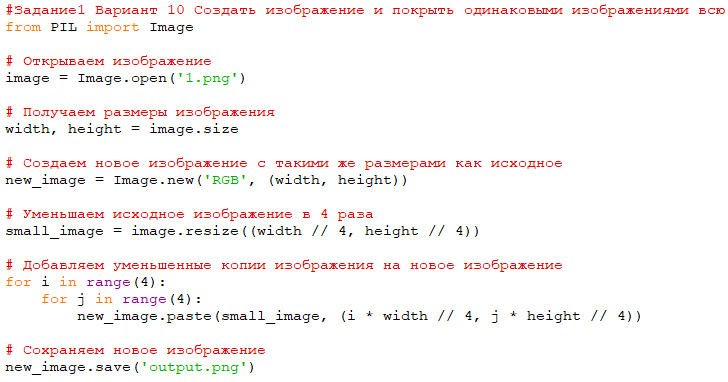 #Задание1 Вариант 10 Создать изображение и покрыть одинаковыми изображениями всю
from PIL import Image
# Открываем изображение
image = Image.open('1.png')
# Получаем размеры изображения
width, height = image.size
# Создаем новое изображение с такими же размерами как исходное
new_image = Image.new('RGB', (width, height))
# Уменьшаем исходное изображение в 4 раза
small_image = image.resize((width // 4, height // 4))
# Добавляем уменьшенные копии изображения на новое изображение
for i in range(4):
    for j in range(4):
        new_image.paste(small_image, (i * width // 4, j * height // 4))
# Сохраняем новое изображение
new_image.save('output.png')